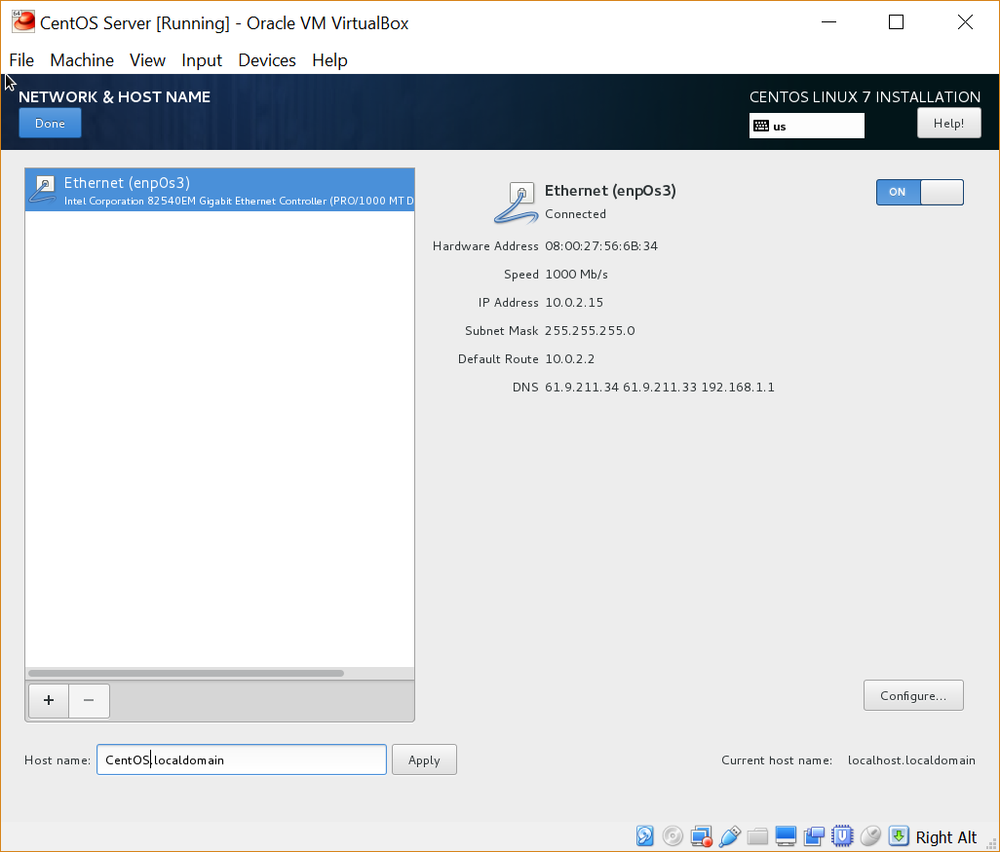 64
CentOS Server [Running] - Oracle VM VirtualBox
File Machine View Input Devices Help
NETWORK & HOST NAME
CENTOS LINUX 7 INSTALLATION
Done
us
Help!
Ethernet (enp0s3)
Intel Corporation 82540EM Gigabit Ethernet Controller (PRO/1000 MT D
Ethernet (enp0s3)
Connected
ON
Hardware Address 08:00:27:56:6B:34
Speed 1000 Mb/s
IP Address 10.0.2.15
Subnet Mask 255.255.255.0
Default Route 10.0.2.2
DNS 61.9.211.34 61.9.211.33 192.168.1.1
+ −
Configure...
Host name: CentOS.localdomain Apply
Current host name: localhost.localdomain
Right Alt